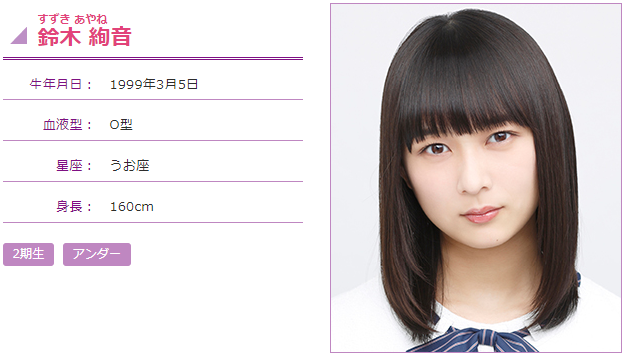 すずき あやね
鈴木 絢音
生年月日： 1999年3月5日
血液型： O型
星座： うお座
身長： 160cm
2期生 アンダー